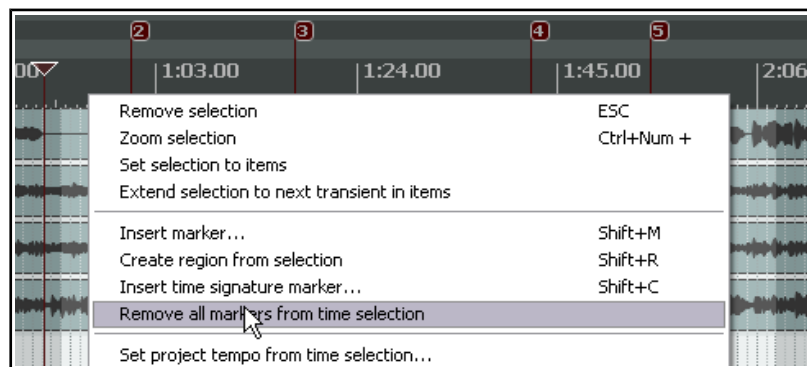 2 3 4 5
00 1:03.00 1:24.00 1:45.00 2:06
Remove selection ESC
Zoom selection Ctrl+Num +
Set selection to items
Extend selection to next transient in items
Insert marker... Shift+M
Create region from selection Shift+R
Insert time signature marker... Shift+C
Remove all markers from time selection
Set project tempo from time selection...